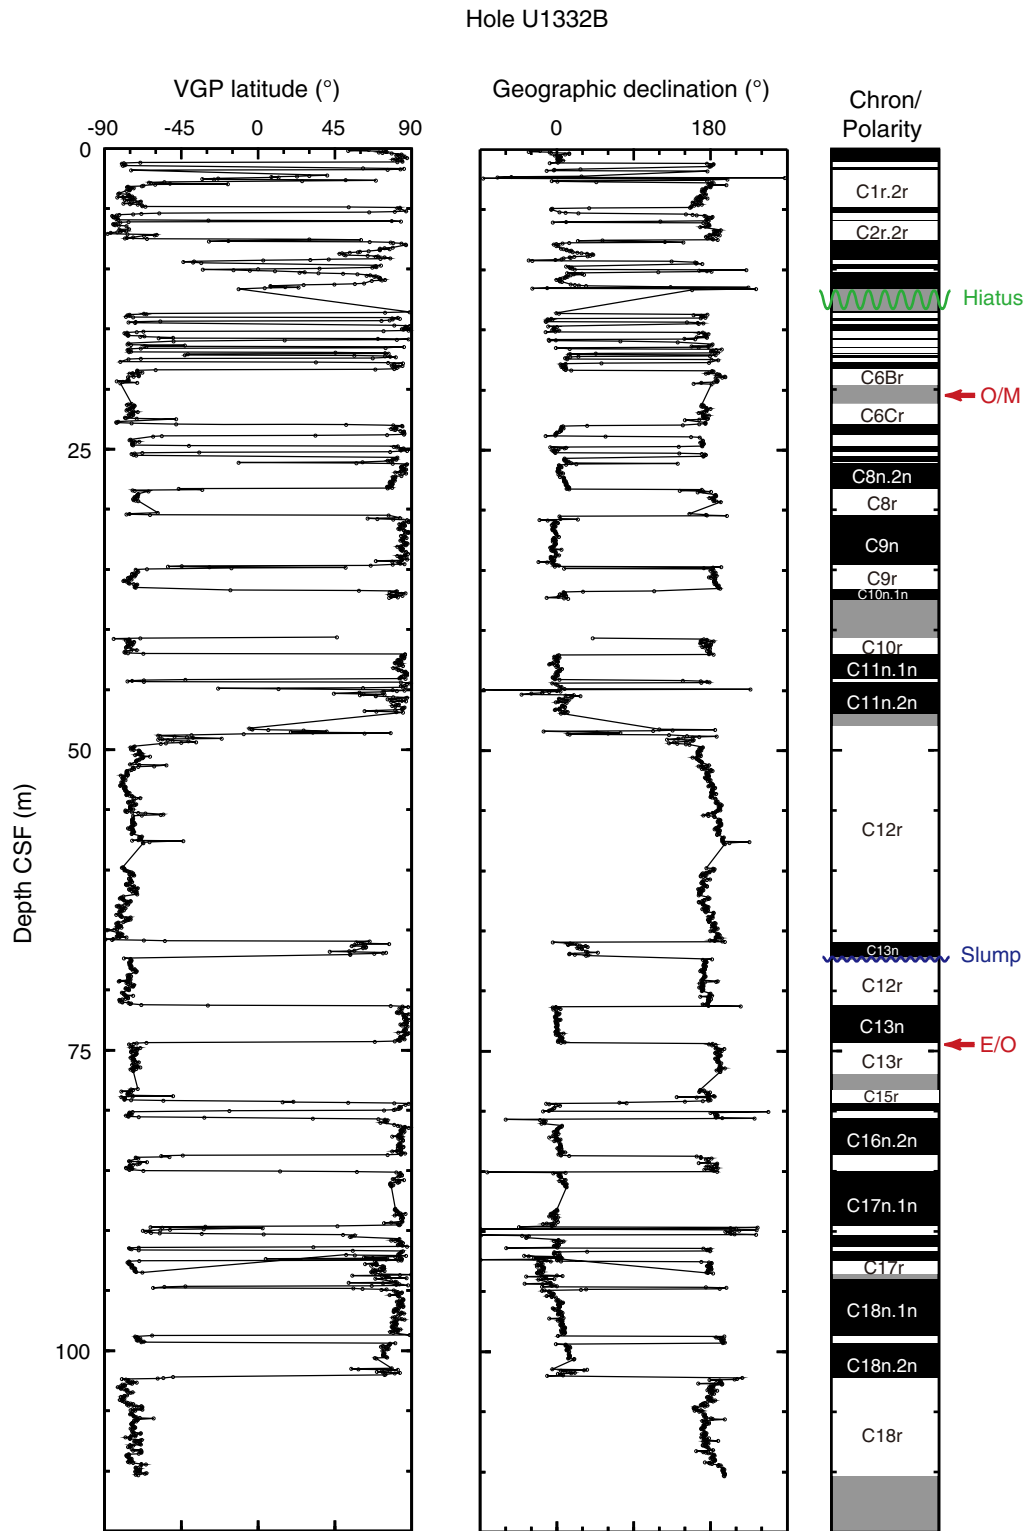 Hole U1332B
VGP latitude (°)
Geographic declination (°)
Chron/
Polarity
-90 -45 0 45 90
0 180
0
25
50
75
100
Depth CSF (m)
C1r.2r
C2r.2r
Hiatus
C6Br
O/M
C6Cr
C8n.2n
C8r
C9n
C9r
C10n.1n
C10r
C11n.1n
C11n.2n
C12r
C13n
Slump
C12r
C13n
E/O
C13r
C15r
C16n.2n
C17n.1n
C17r
C18n.1n
C18n.2n
C18r